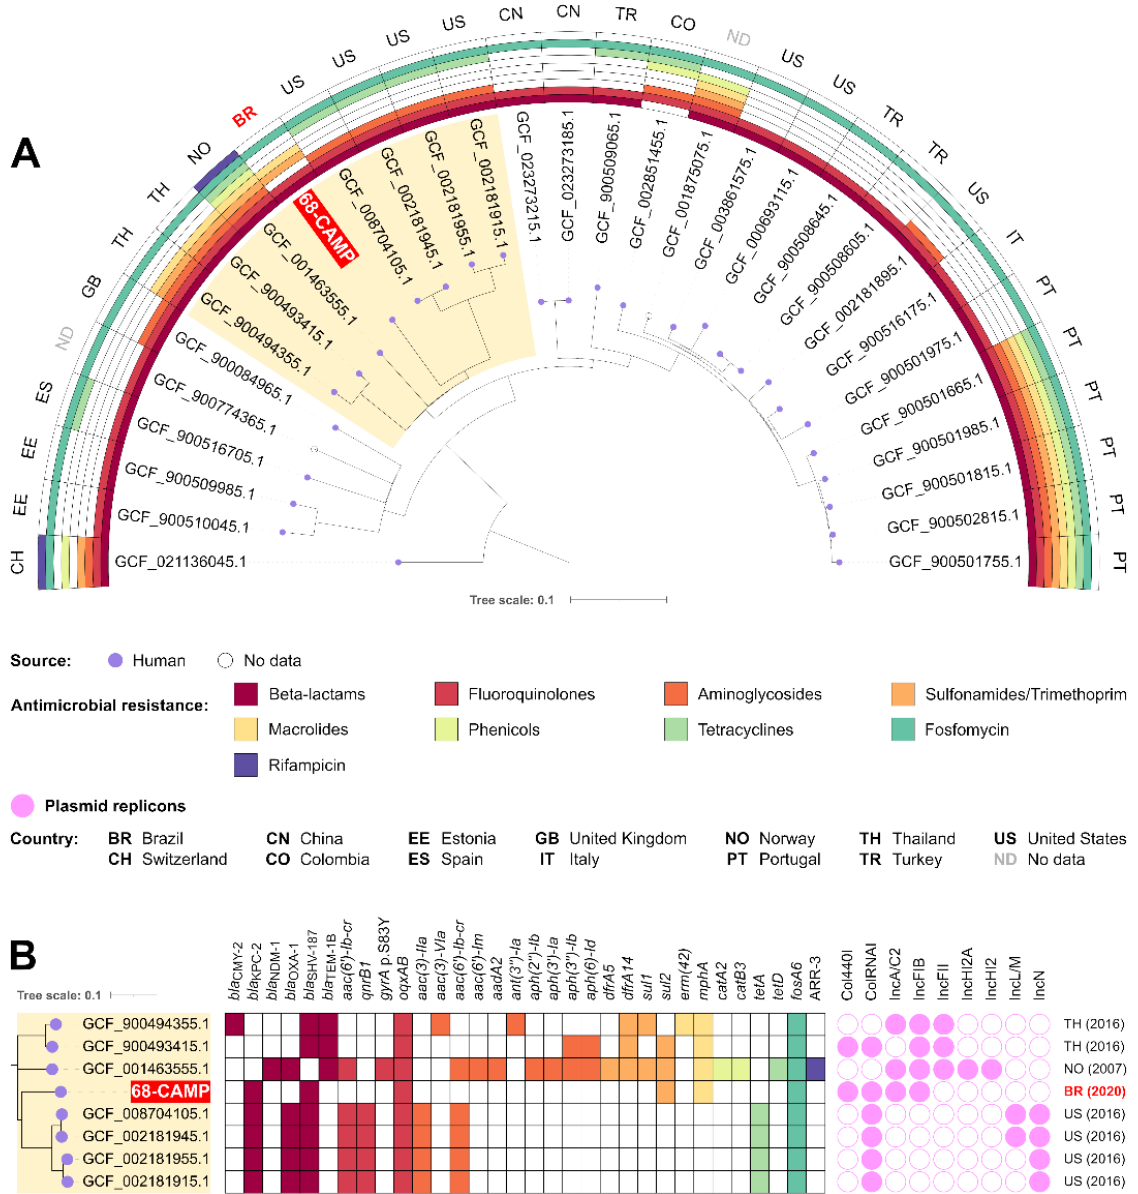 A
CH
EE
EE
ES
ND
GB
TH
TH
NO
BR
US
US
US
US
CN
CN
TR
CO
ND
US
US
TR
TR
US
IT
PT
PT
PT
PT
PT
PT
GCF_021136045.1
GCF_900510045.1
GCF_900509985.1
GCF_900516705.1
GCF_900774365.1
GCF_900084965.1
GCF_900494355.1
GCF_900493415.1
GCF_001463555.1
68-CAMP
GCF_008704105.1
GCF_002181945.1
GCF_002181955.1
GCF_002181915.1
GCF_023273215.1
GCF_023273185.1
GCF_900509065.1
GCF_002851455.1
GCF_001875075.1
GCF_003861575.1
GCF_000693115.1
GCF_900508645.1
GCF_900508605.1
GCF_002181895.1
GCF_900516175.1
GCF_900501975.1
GCF_900501665.1
GCF_900501985.1
GCF_900501815.1
GCF_900502815.1
GCF_900501755.1
Tree scale: 0.1
Source: Human No data
Antimicrobial resistance:
Beta-lactams Fluoroquinolones Aminoglycosides Sulfonamides/Trimethoprim
Macrolides Phenicols Tetracyclines Fosfomycin
Rifampicin
Plasmid replicons
Country: BR Brazil CN China EE Estonia GB United Kingdom NO Norway TH Thailand US United States
CH Switzerland CO Colombia ES Spain IT Italy PT Portugal TR Turkey ND No data
B
Tree scale: 0.1
blaCMY-2
blaKPC-2
blaNDM-1
blaOXA-1
blaSHV-187
blaTEM-1B
aac(6')-Ib-cr
qnrB1
gyrA p.S83Y
oqxAB
aac(3)-IIa
aac(3)-VIa
aac(6')-Ib-cr
aac(6')-Im
aadA2
ant(3'')-Ia
aph(2'')-Ib
aph(3')-Ia
aph(3'')-Ib
aph(6)-Id
dfrA5
dfrA14
sul1
sul2
erm(42)
mphA
catA2
catB3
tetA
tetD
fosA6
ARR-3
Col440I
ColRNAI
IncA/C2
IncFIB
IncFII
IncHI2A
IncHI2
IncL/M
IncN
GCF_900494355.1 TH (2016)
GCF_900493415.1 TH (2016)
GCF_001463555.1 NO (2007)
68-CAMP BR (2020)
GCF_008704105.1 US (2016)
GCF_002181945.1 US (2016)
GCF_002181955.1 US (2016)
GCF_002181915.1 US (2016)